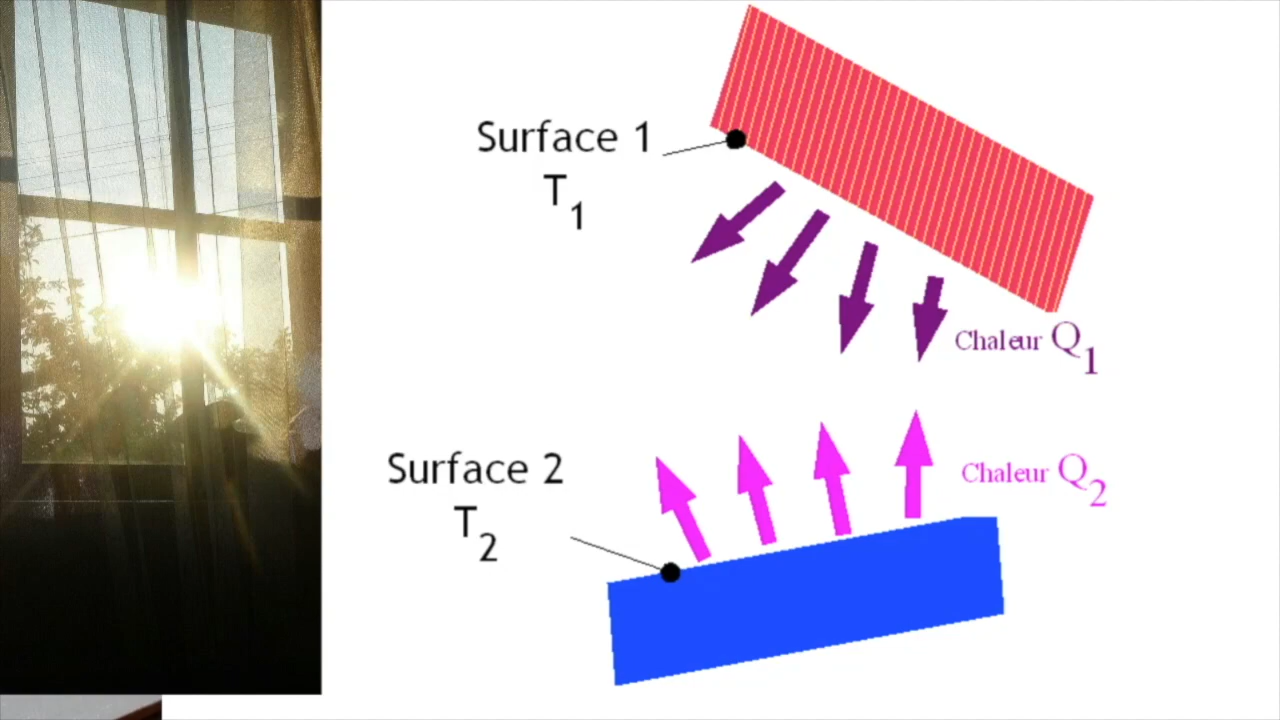 Surface 1
T1
Chaleur Q1
Surface 2
T2
Chaleur Q2